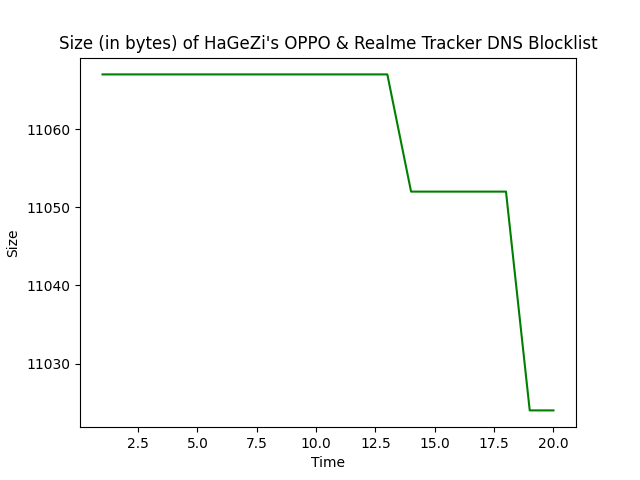 Size (in bytes) of HaGeZi's OPPO & Realme Tracker DNS Blocklist
11060
11050
11040
11030
Size
2.5 5.0 7.5 10.0 12.5 15.0 17.5 20.0
Time